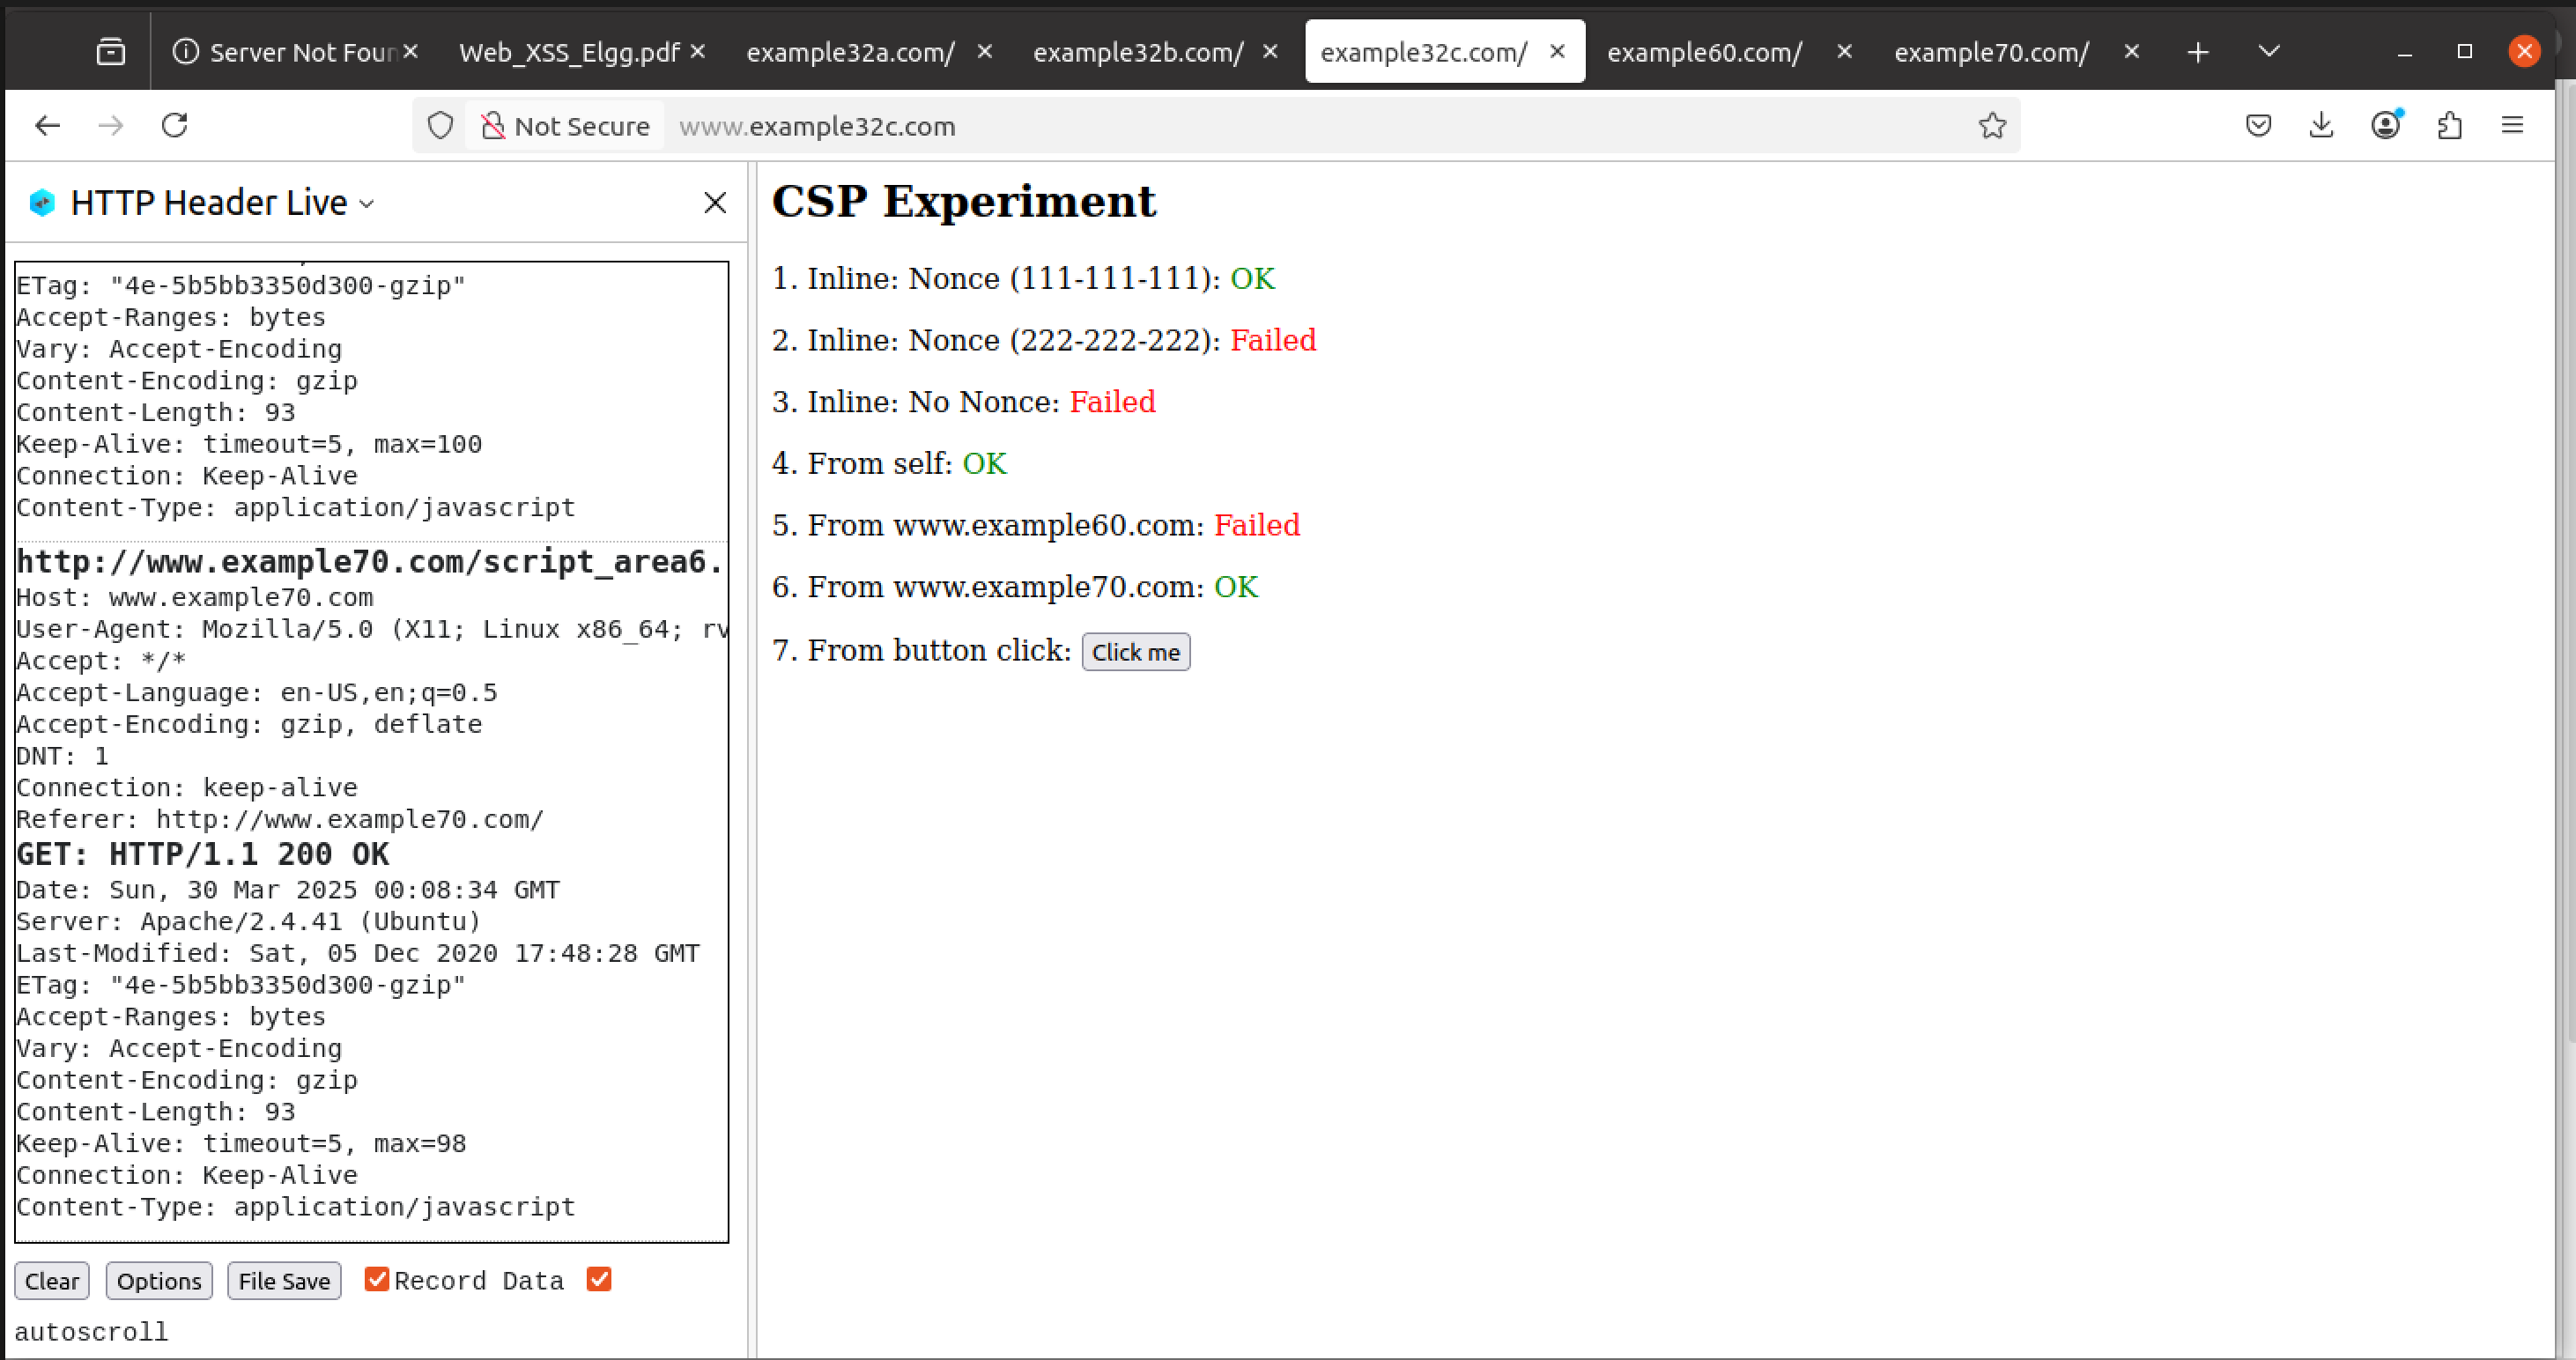 Server Not Foun
Web_XSS_Elgg.pdf
example32a.com/
example32b.com/
example32c.com/
example60.com/
example70.com/
Not Secure
www.example32c.com
HTTP Header Live
ETag: "4e-5b5bb3350d300-gzip"
Accept-Ranges: bytes
Vary: Accept-Encoding
Content-Encoding: gzip
Content-Length: 93
Keep-Alive: timeout=5, max=100
Connection: Keep-Alive
Content-Type: application/javascript
http://www.example70.com/script_area6.
Host: www.example70.com
User-Agent: Mozilla/5.0 (X11; Linux x86_64; rv
Accept: */*
Accept-Language: en-US,en;q=0.5
Accept-Encoding: gzip, deflate
DNT: 1
Connection: keep-alive
Referer: http://www.example70.com/
GET: HTTP/1.1 200 OK
Date: Sun, 30 Mar 2025 00:08:34 GMT
Server: Apache/2.4.41 (Ubuntu)
Last-Modified: Sat, 05 Dec 2020 17:48:28 GMT
ETag: "4e-5b5bb3350d300-gzip"
Accept-Ranges: bytes
Vary: Accept-Encoding
Content-Encoding: gzip
Content-Length: 93
Keep-Alive: timeout=5, max=98
Connection: Keep-Alive
Content-Type: application/javascript
Clear Options File Save Record Data
autoscroll
CSP Experiment
1. Inline: Nonce (111-111-111): OK
2. Inline: Nonce (222-222-222): Failed
3. Inline: No Nonce: Failed
4. From self: OK
5. From www.example60.com: Failed
6. From www.example70.com: OK
7. From button click: Click me